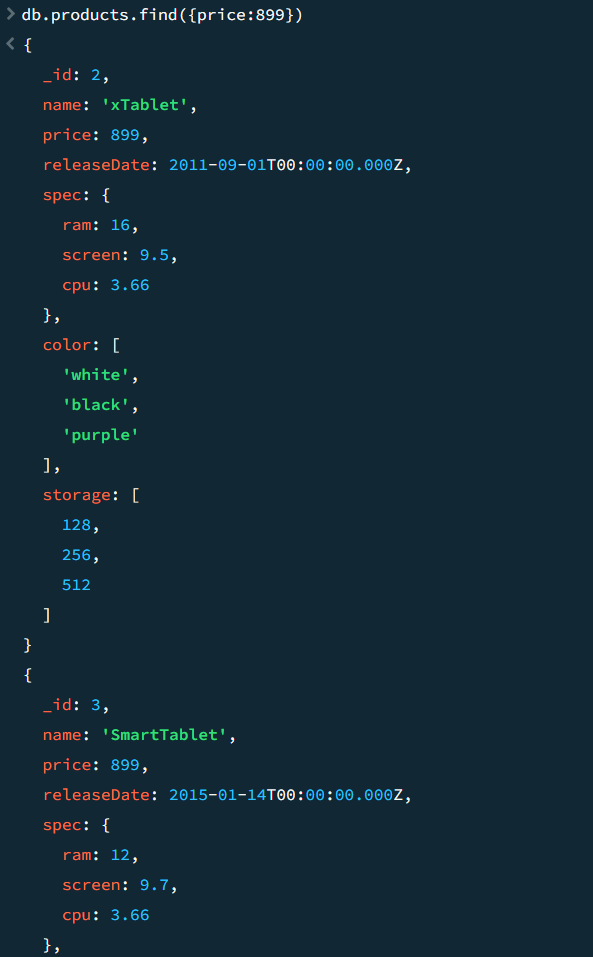 > db.products.find({price:899})
< {
_id: 2,
name: 'xTablet',
price: 899,
releaseDate: 2011-09-01T00:00:00.000Z,
spec: {
ram: 16,
screen: 9.5,
cpu: 3.66
},
color: [
'white',
'black',
'purple'
],
storage: [
128,
256,
512
]
}
{
_id: 3,
name: 'SmartTablet',
price: 899,
releaseDate: 2015-01-14T00:00:00.000Z,
spec: {
ram: 12,
screen: 9.7,
cpu: 3.66
},